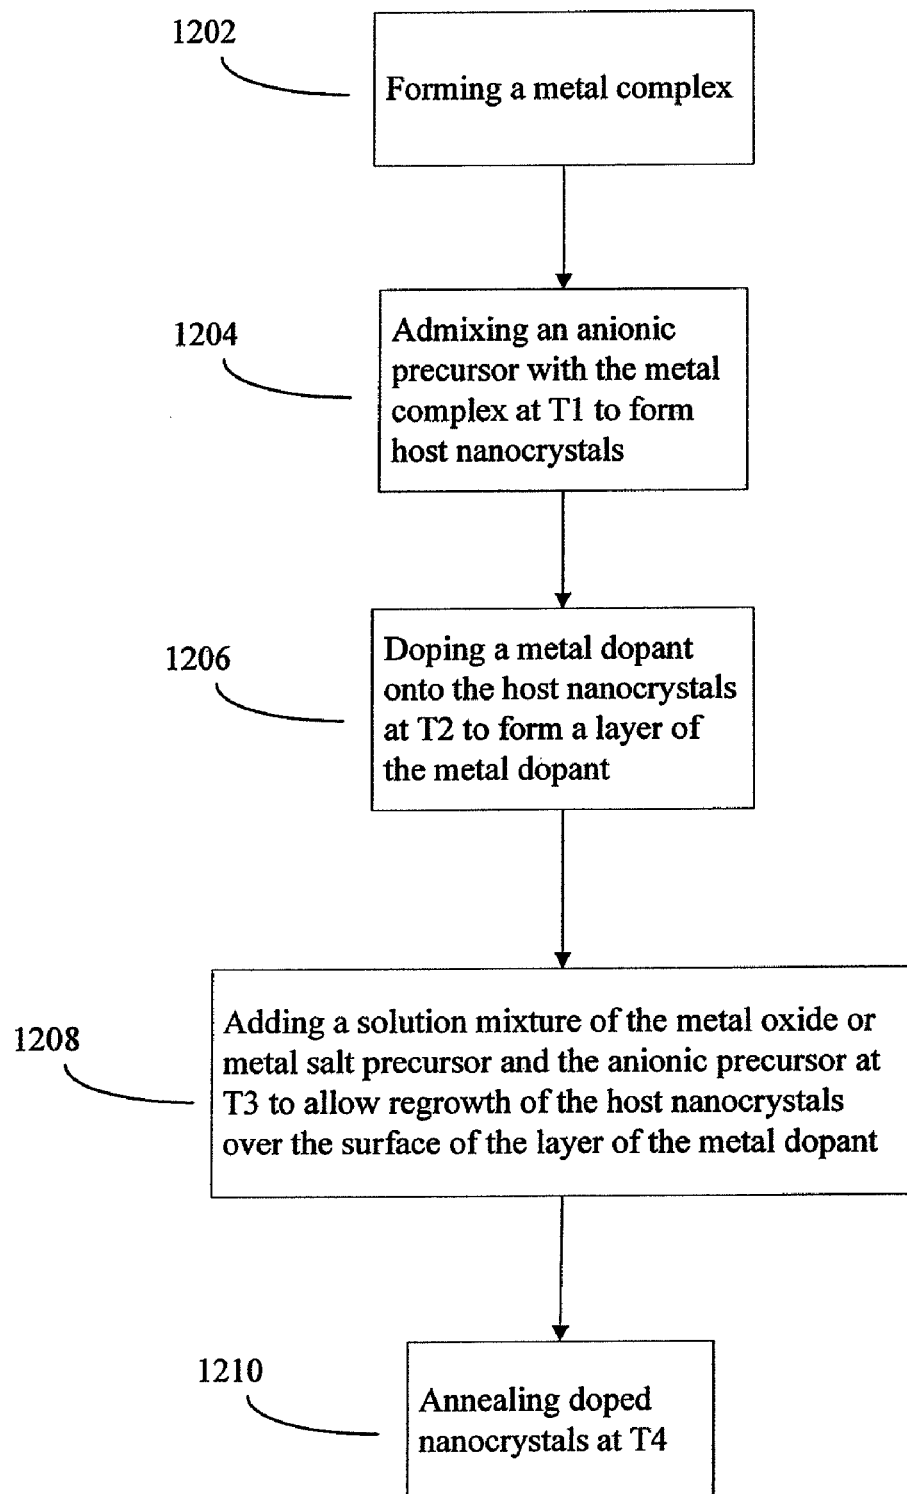 1202
Forming a metal complex
1204
Admixing an anionic
precursor with the metal
complex at T1 to form
host nanocrystals
1206
Doping a metal dopant
onto the host nanocrystals
at T2 to form a layer of
the metal dopant
1208
Adding a solution mixture of the metal oxide or
metal salt precursor and the anionic precursor at
T3 to allow regrowth of the host nanocrystals
over the surface of the layer of the metal dopant
1210
Annealing doped
nanocrystals at T4